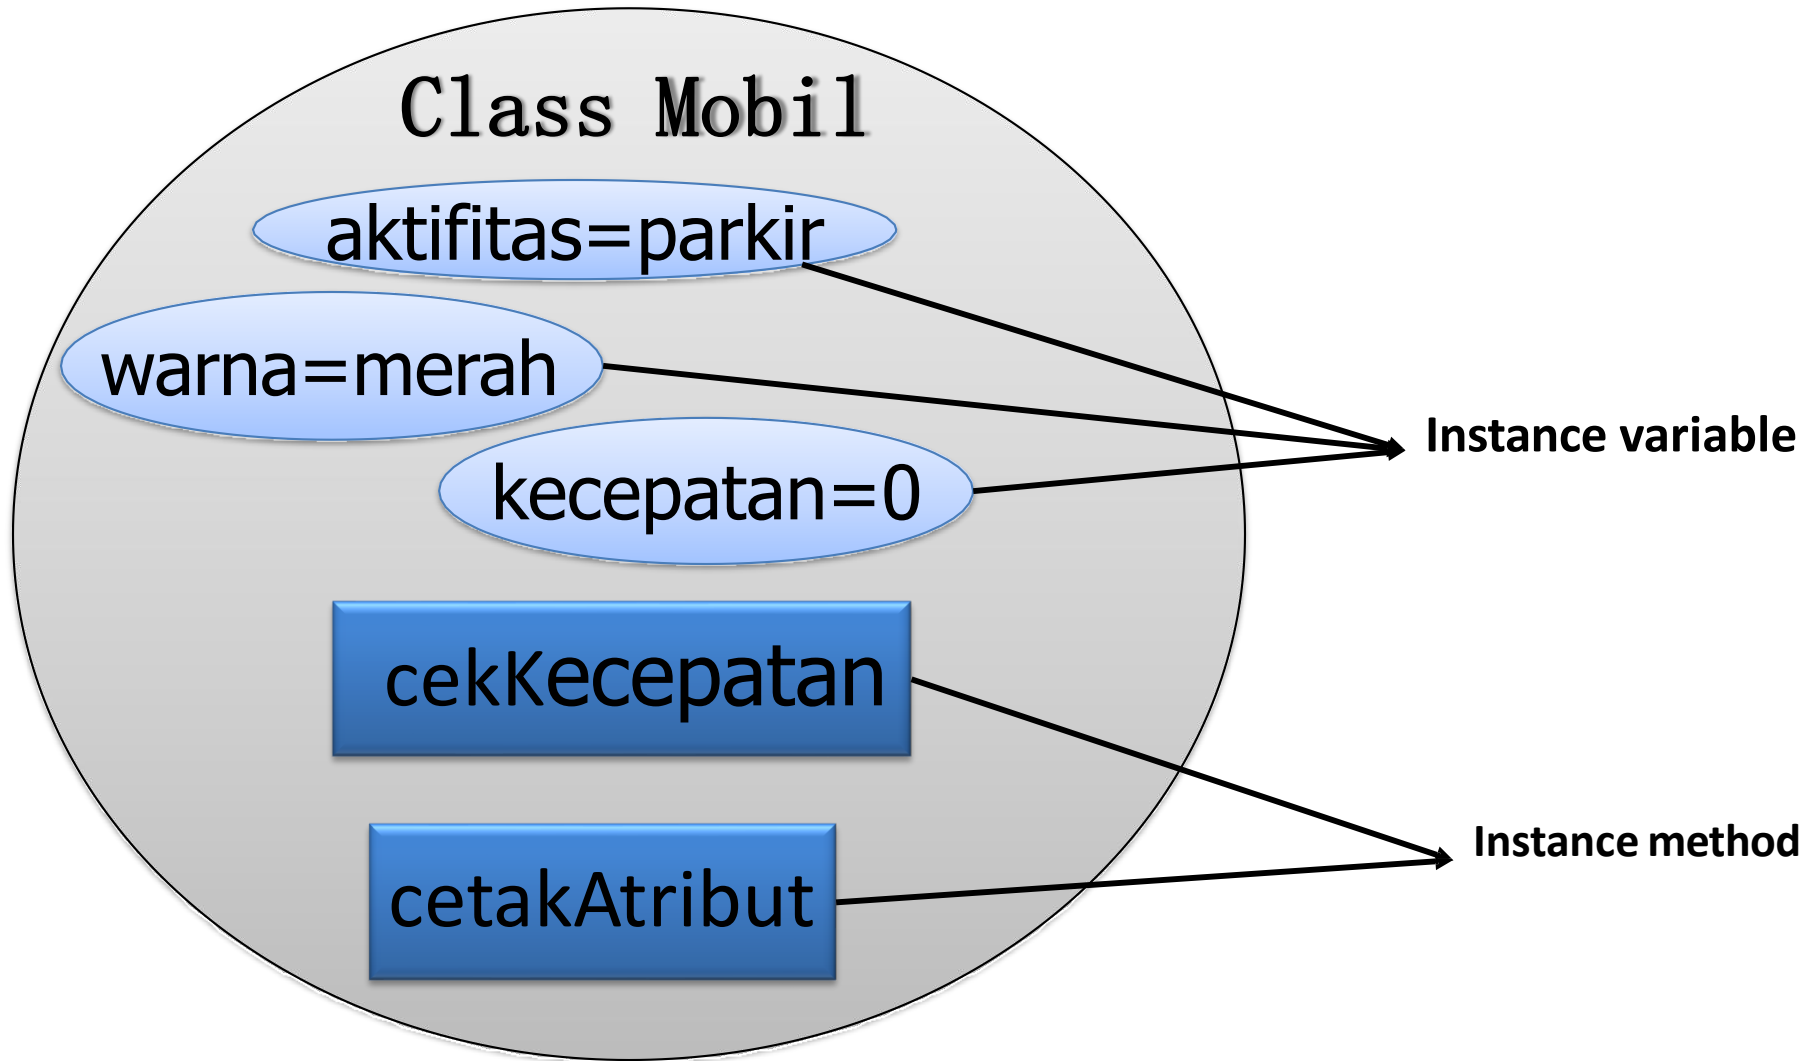 Class Mobil
aktifitas=parkir
warna=merah
kecepatan=0
Instance variable
cekKecepatan
Instance method
cetakAtribut